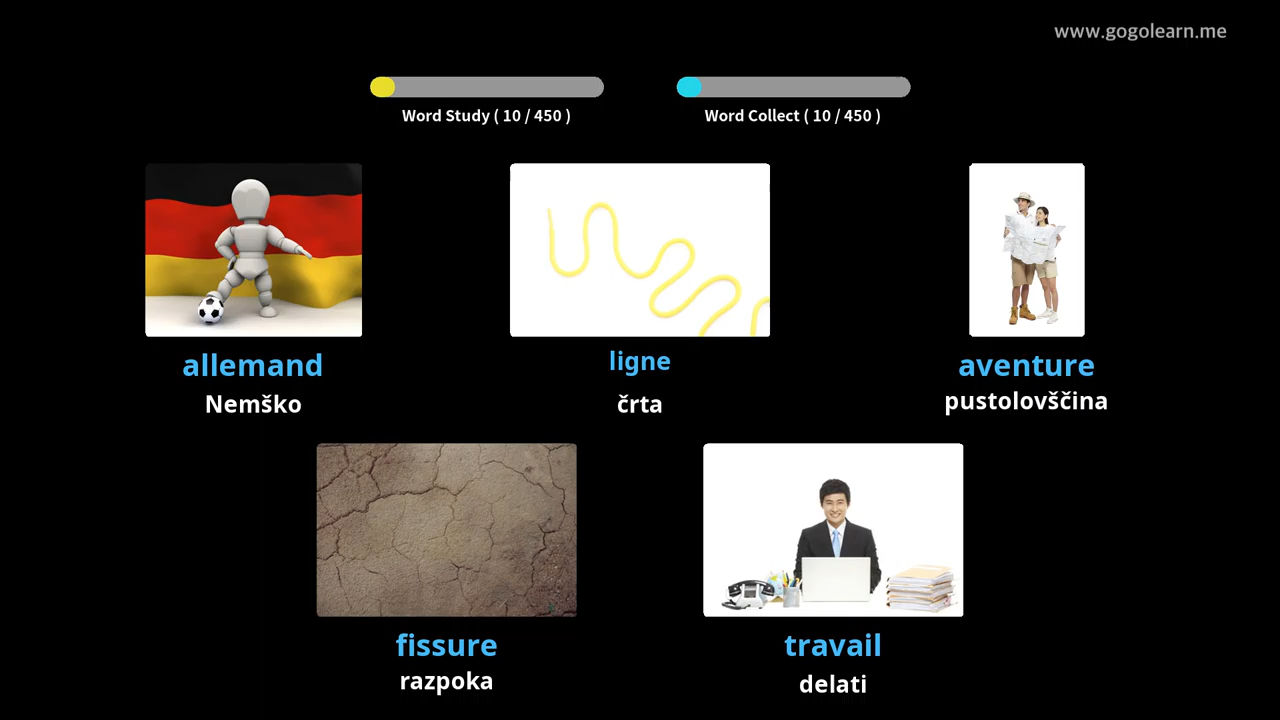 www.gogolearn.me
Word Study ( 10 / 450 )
Word Collect ( 10 / 450 )
allemand
Nemško
ligne
črta
aventure
pustolovščina
fissure
razpoka
travail
delati